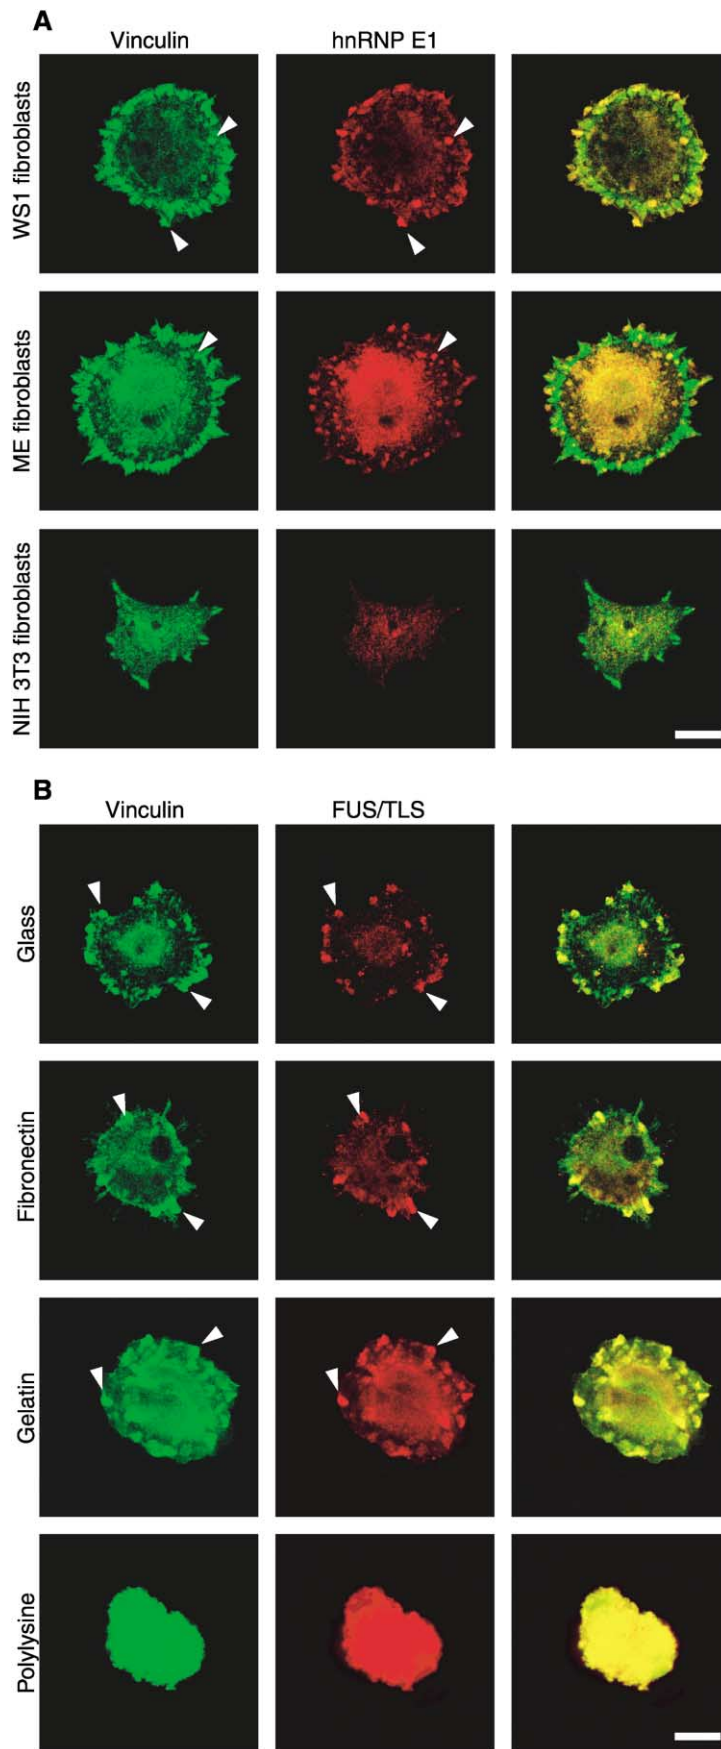 A
Vinculin hnRNP E1
WS1 fibroblasts
ME fibroblasts
NIH 3T3 fibroblasts
B
Vinculin FUS/TLS
Glass
Fibronectin
Gelatin
Polylysine